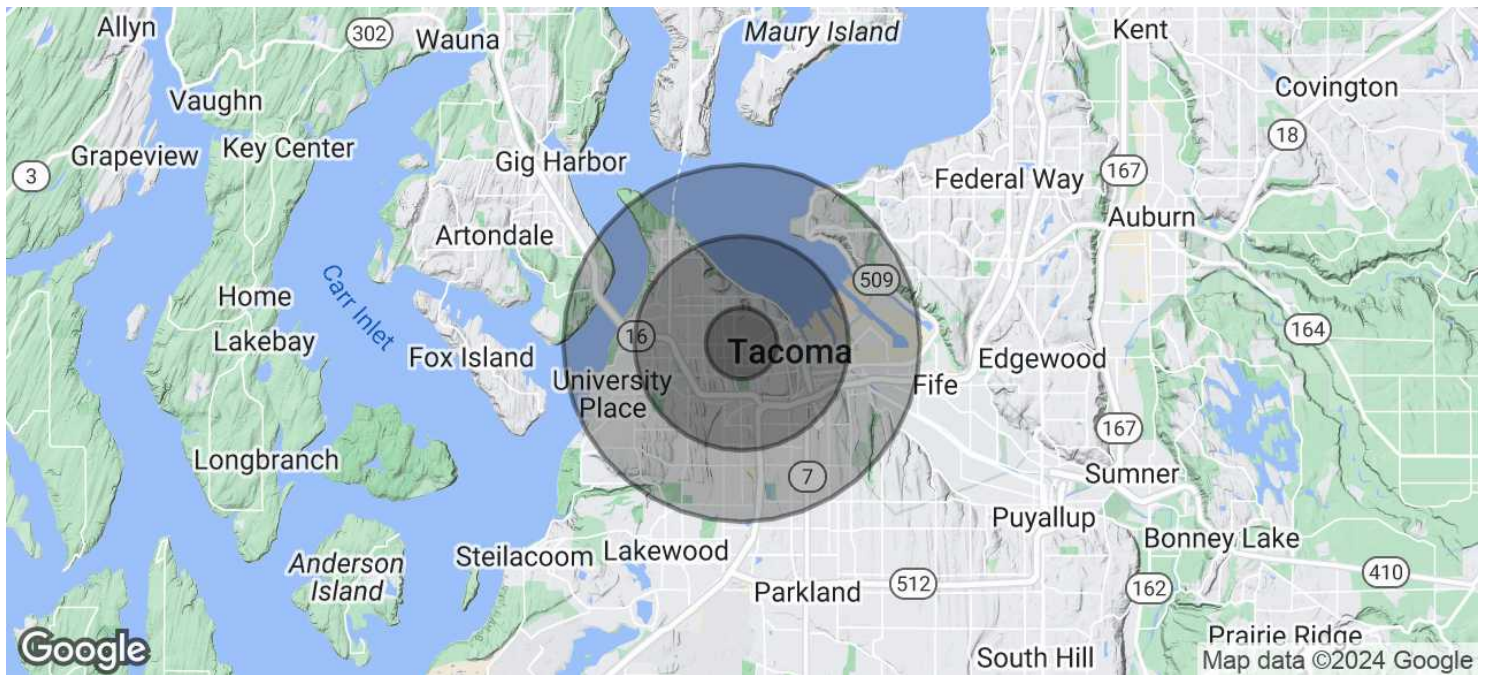 Allyn
302
Wauna
Maury Island
Kent
Vaughn
Covington
Key Center
Grapeview
Gig Harbor
18
3
Federal Way
167
Artondale
Auburn
Carr Inlet
509
Home
16
164
Lakebay
Fox Island
Tacoma
Edgewood
University
Place
Fife
167
Longbranch
7
Sumner
Puyallup
Steilacoom
Lakewood
Bonney Lake
Anderson
Island
Parkland
512
162
410
Prairie Ridge
South Hill
Google
Map data ©2024 Google